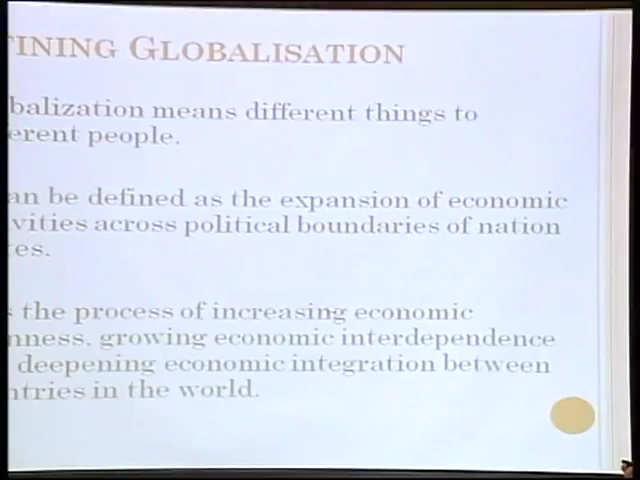 FINING GLOBALISATION
balization means different things to
erent people.
an be defined as the expansion of economic
vities across political boundaries of nation
es.
the process of increasing economic
nness, growing economic interdependence
deepening economic integration between
ntries in the world.